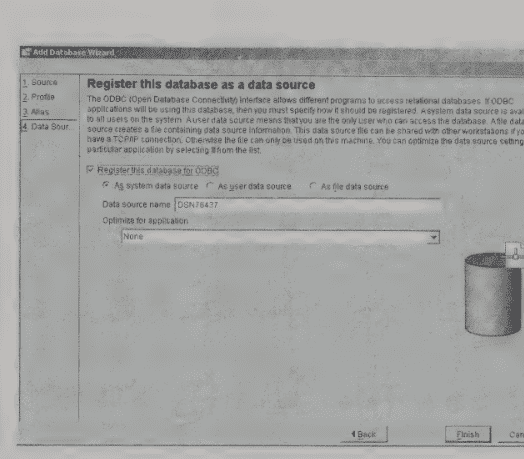 Add Database Wizard
1. Source
2. Profile
3. Alias
4. Data Sour..
Register this database as a data source
The ODBC (Open Database Connectivity) interface allows different programs to access relational databases. If ODBC
applications will be using this database, then you must specify how it should be registered. A system data source is avai
to all users on the system. A user data source means that you are the only user who can access the database. A file data
source creates a file containing data source information. This data source file can be shared with other workstations if yo
have a TCP/IP connection. Otherwise the file can only be used on this machine. You can optimize the data source setting
particular application by selecting it from the list.
Register this database for ODBC
As system data source As user data source As file data source
Data source name DSN76437
Optimize for application
None
Back Finish Can